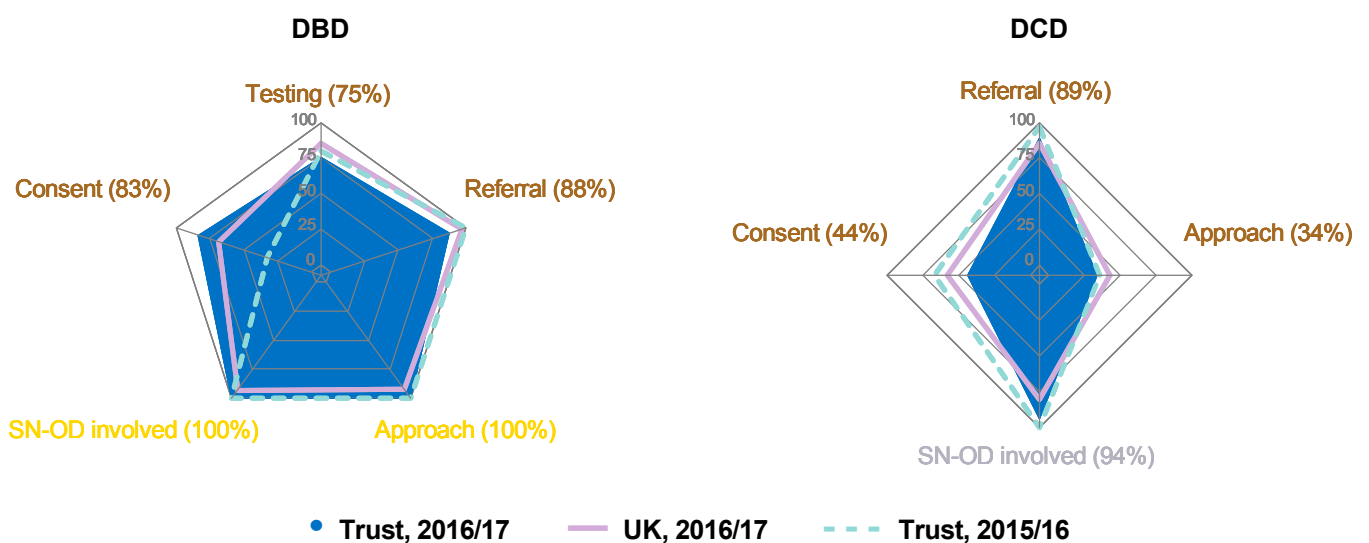 DBD
Testing (75%)
100
75
50
25
0
Consent (83%)
Referral (88%)
SN-OD involved (100%)
Approach (100%)
DCD
Referral (89%)
100
75
50
25
0
Consent (44%)
Approach (34%)
SN-OD involved (94%)
Trust, 2016/17
UK, 2016/17
Trust, 2015/16